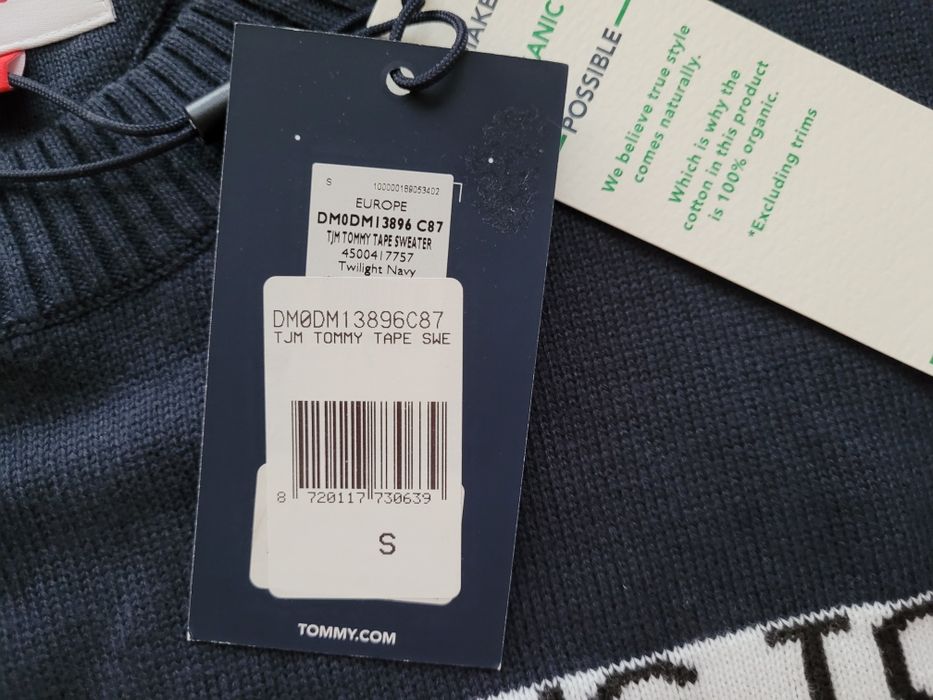 S
100000189053402
EUROPE
DM0DM13896 C87
TJM TOMMY TAPE SWEATER
4500417757
Twilight Navy
DM0DM13896C87
TJM TOMMY TAPE SWE
8 720117 730639
S
TOMMY.COM
POSSIBLE
We believe true style
comes naturally.
Which is why the
cotton in this product
is 100% organic.
*Excluding trims